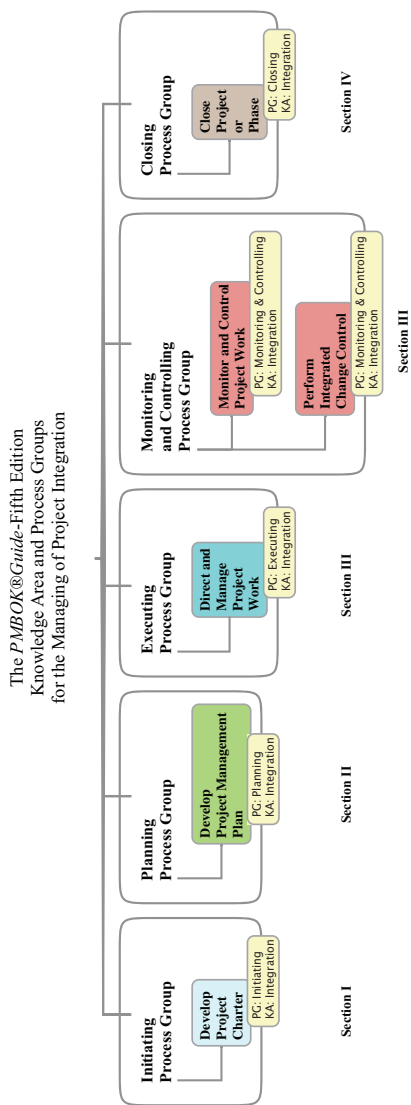 The PMBOK®Guide-Fifth Edition
Knowledge Area and Process Groups
for the Managing of Project Integration
Initiating
Process Group
Develop
Project
Charter
PG: Initiating
KA: Integration
Section I
Planning
Process Group
Develop
Project Management
Plan
PG: Planning
KA: Integration
Section II
Executing
Process Group
Direct and
Manage
Project
Work
PG: Executing
KA: Integration
Section III
Monitoring
and Controlling
Process Group
Monitor and Control
Project Work
PG: Monitoring & Controlling
KA: Integration
Perform
Integrated
Change Control
PG: Monitoring & Controlling
KA: Integration
Section III
Closing
Process Group
Close
Project
or
Phase
PG: Closing
KA: Integration
Section IV